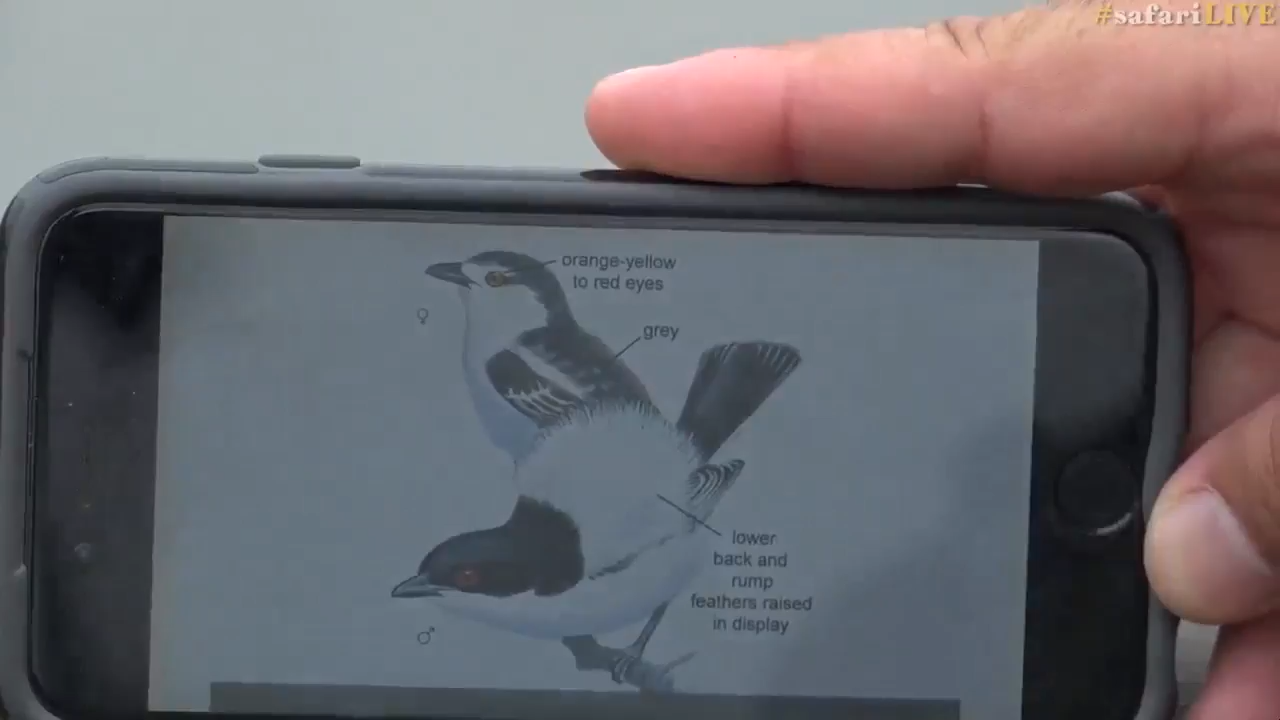 #safariLIVE
orange-yellow
to red eyes
♀
grey
lower
back and
rump
feathers raised
in display
♂